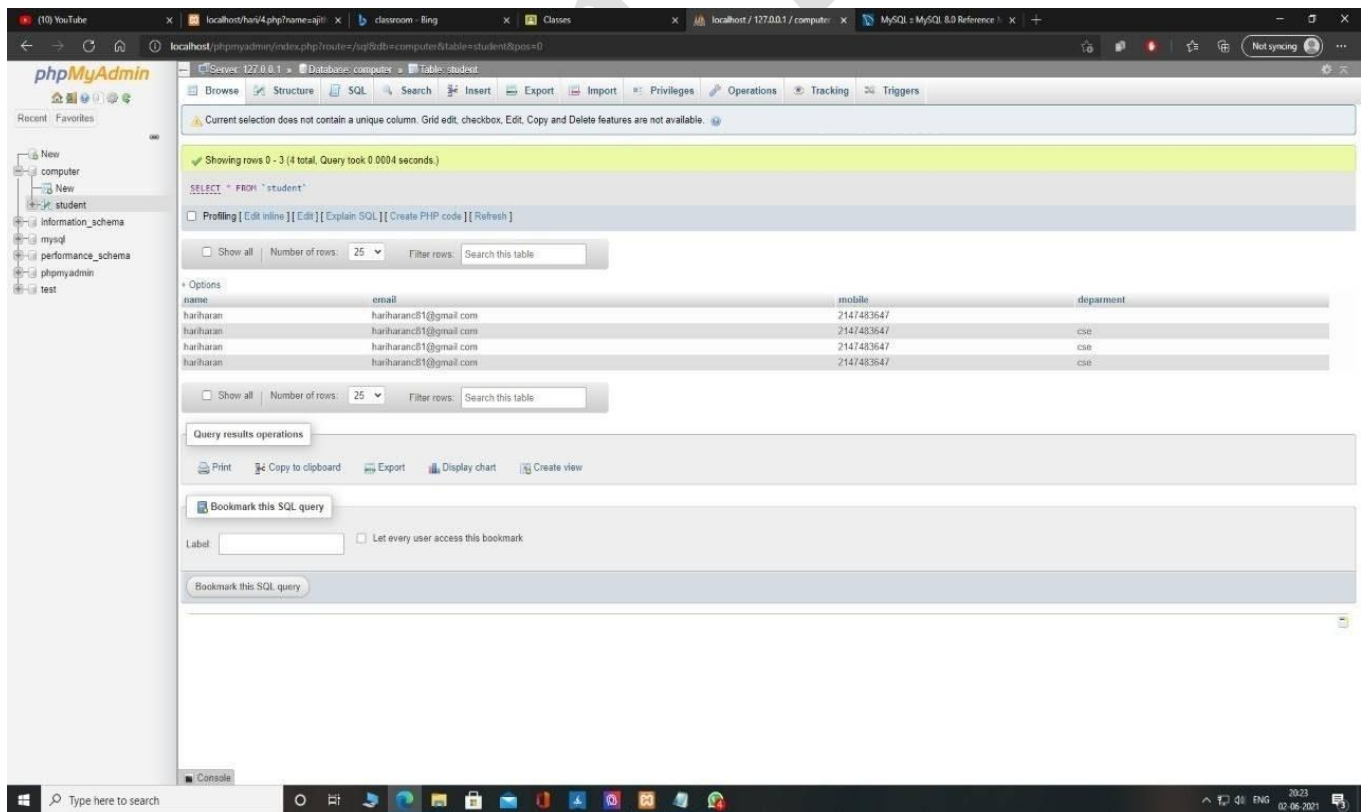 (10) YouTube
localhost/hari/4.php?name=ajit
classroom - Bing
Classes
localhost / 127.0.0.1 / computer
MySQL :: MySQL 8.0 Reference
localhost/phpmyadmin/index.php?route=/sql&db=computer&table=student&pos=0
Not syncing
phpMyAdmin
Recent Favorites
New
computer
New
student
information_schema
mysql
performance_schema
phpmyadmin
test
Server: 127.0.0.1 » Database: computer » Table: student
Browse Structure SQL Search Insert Export Import Privileges Operations Tracking Triggers
Current selection does not contain a unique column. Grid edit, checkbox, Edit, Copy and Delete features are not available.
Showing rows 0 - 3 (4 total, Query took 0.0004 seconds.)
SELECT * FROM `student`
Profiling [ Edit inline ] [ Edit ] [ Explain SQL ] [ Create PHP code ] [ Refresh ]
Show all | Number of rows: 25 Filter rows: Search this table
+ Options
name email mobile deparment
hariharan hariharanc81@gmail.com 2147483647
hariharan hariharanc81@gmail.com 2147483647 cse
hariharan hariharanc81@gmail.com 2147483647 cse
hariharan hariharanc81@gmail.com 2147483647 cse
Show all | Number of rows: 25 Filter rows: Search this table
Query results operations
Print Copy to clipboard Export Display chart Create view
Bookmark this SQL query
Label: Let every user access this bookmark
Bookmark this SQL query
Console
Type here to search
ENG
20:23
02-06-2021